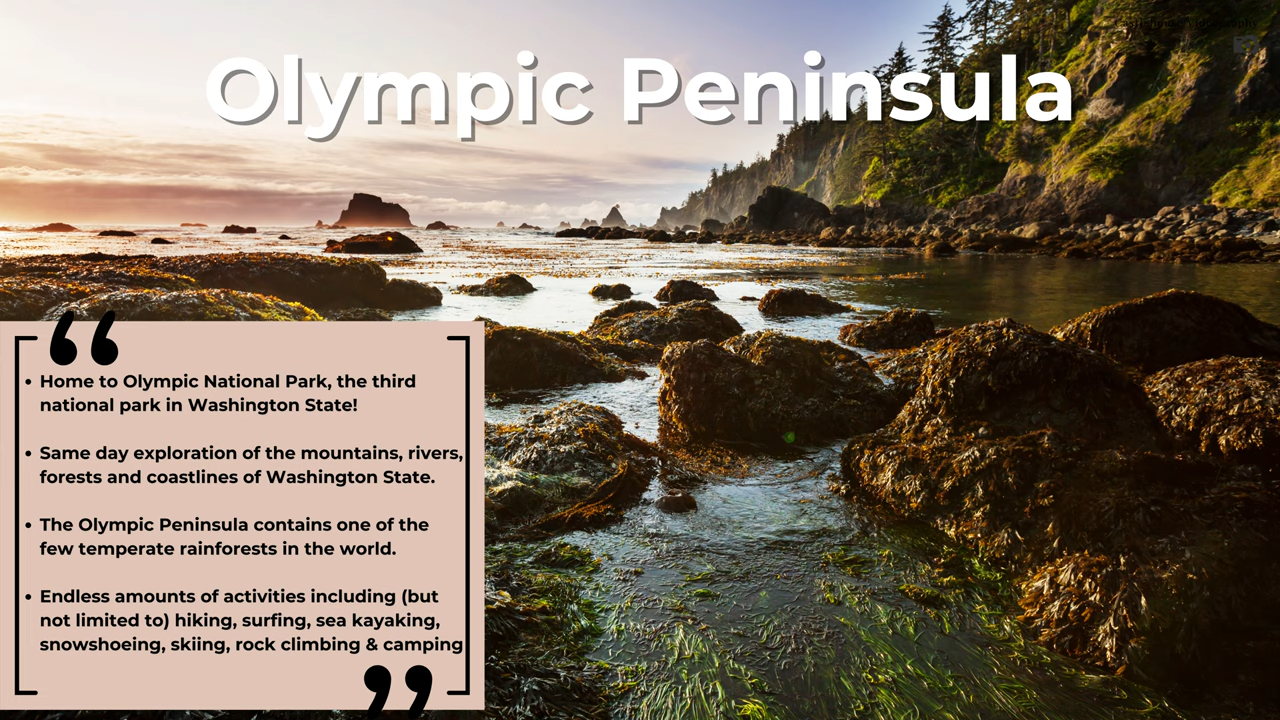 Olympic Peninsula
• Home to Olympic National Park, the third
national park in Washington State!
• Same day exploration of the mountains, rivers,
forests and coastlines of Washington State.
• The Olympic Peninsula contains one of the
few temperate rainforests in the world.
• Endless amounts of activities including (but
not limited to) hiking, surfing, sea kayaking,
snowshoeing, skiing, rock climbing & camping